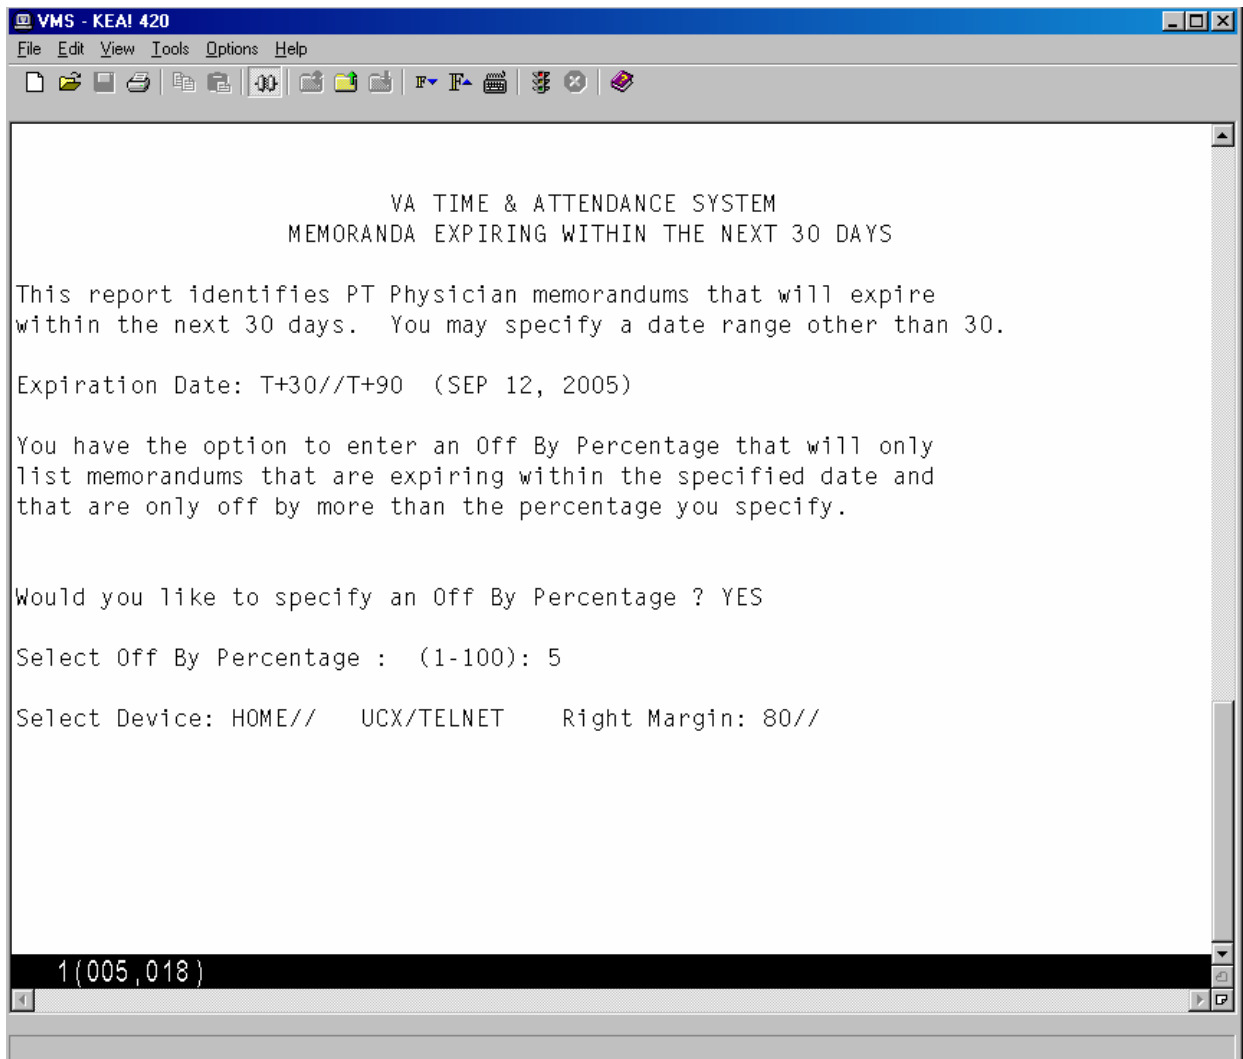 VMS - KEA! 420
File Edit View Tools Options Help
VA TIME & ATTENDANCE SYSTEM
MEMORANDA EXPIRING WITHIN THE NEXT 30 DAYS
This report identifies PT Physician memorandums that will expire
within the next 30 days. You may specify a date range other than 30.
Expiration Date: T+30//T+90 (SEP 12, 2005)
You have the option to enter an Off By Percentage that will only
list memorandums that are expiring within the specified date and
that are only off by more than the percentage you specify.
Would you like to specify an Off By Percentage ? YES
Select Off By Percentage : (1-100): 5
Select Device: HOME// UCX/TELNET Right Margin: 80//
1(005,018)